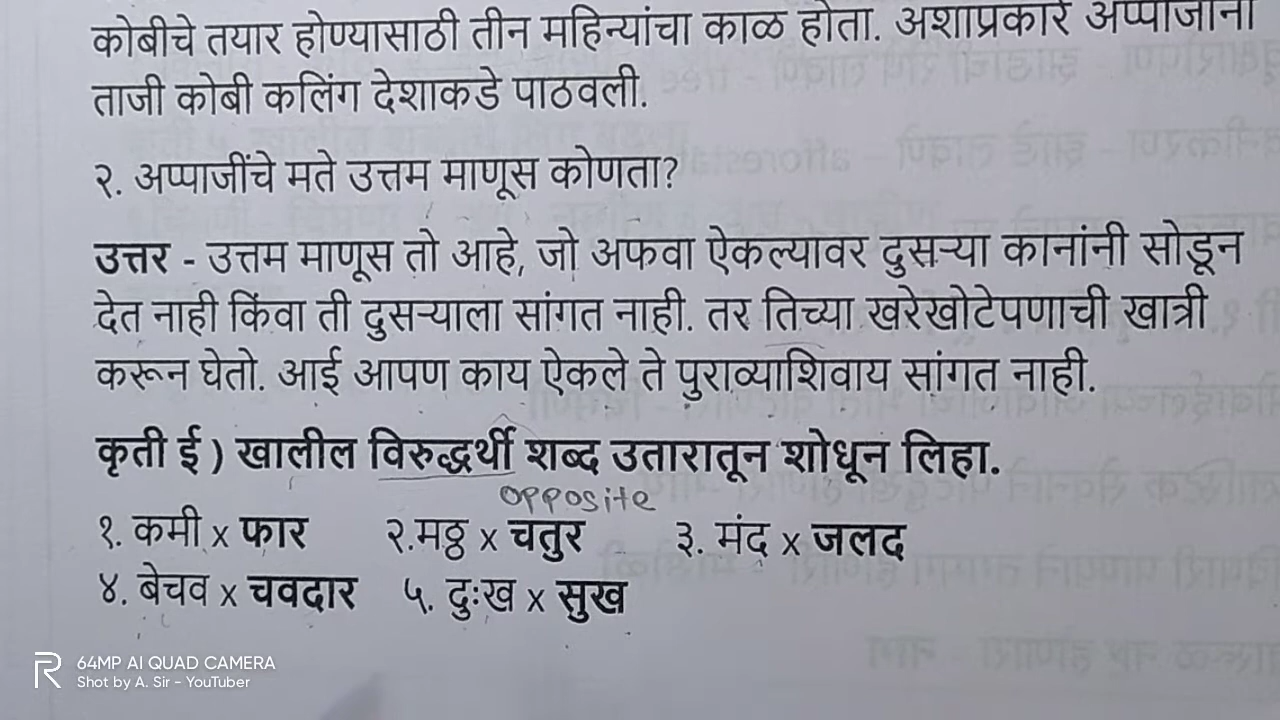 कोबीचे तयार होण्यासाठी तीन महिन्यांचा काळ होता. अशाप्रकारे अप्पाजींनी
ताजी कोबी कलिंग देशाकडे पाठवली.
२. अप्पाजींचे मते उत्तम माणूस कोणता?
उत्तर - उत्तम माणूस तो आहे, जो अफवा ऐकल्यावर दुसऱ्या कानांनी सोडून
देत नाही किंवा ती दुसऱ्याला सांगत नाही. तर तिच्या खरेखोटेपणाची खात्री
करून घेतो. आई आपण काय ऐकले ते पुराव्याशिवाय सांगत नाही.
कृती ई ) खालील विरुद्धर्थी शब्द उतारातून शोधून लिहा.
opposite
१. कमी x फार २.मठ्ठ x चतुर ३. मंद x जलद
४. बेचव x चवदार ५. दुःख x सुख
64MP AI QUAD CAMERA
Shot by A. Sir - YouTuber